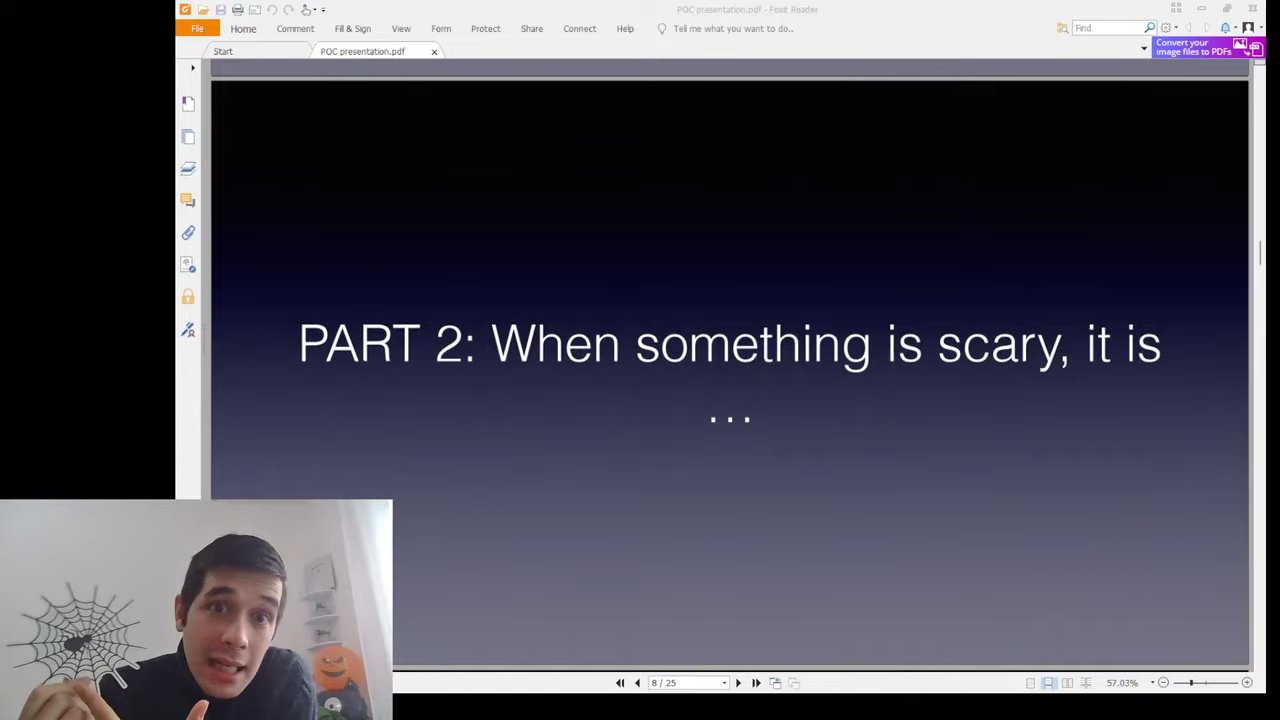 POC presentation.pdf - Foxit Reader
File Home Comment Fill & Sign View Form Protect Share Connect Help Tell me what you want to do.. Find
Start POC presentation.pdf
Convert your
image files to PDFs
PART 2: When something is scary, it is
...
8 / 25 57.03%